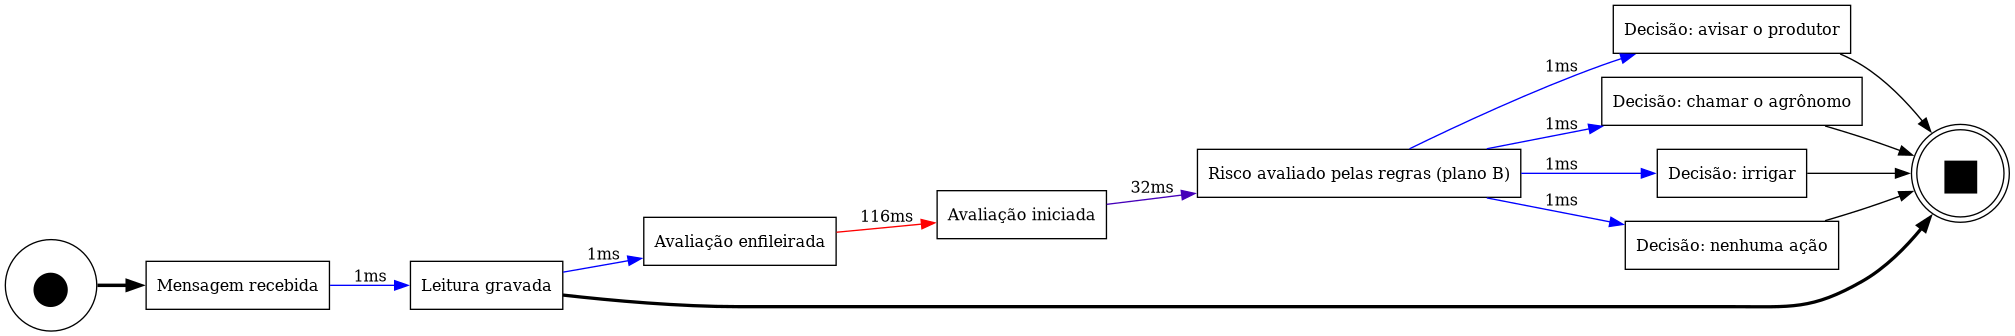 Mensagem recebida
1ms
Leitura gravada
1ms
Avaliação enfileirada
116ms
Avaliação iniciada
32ms
Risco avaliado pelas regras (plano B)
1ms
Decisão: avisar o produtor
1ms
Decisão: chamar o agrônomo
1ms
Decisão: irrigar
1ms
Decisão: nenhuma ação